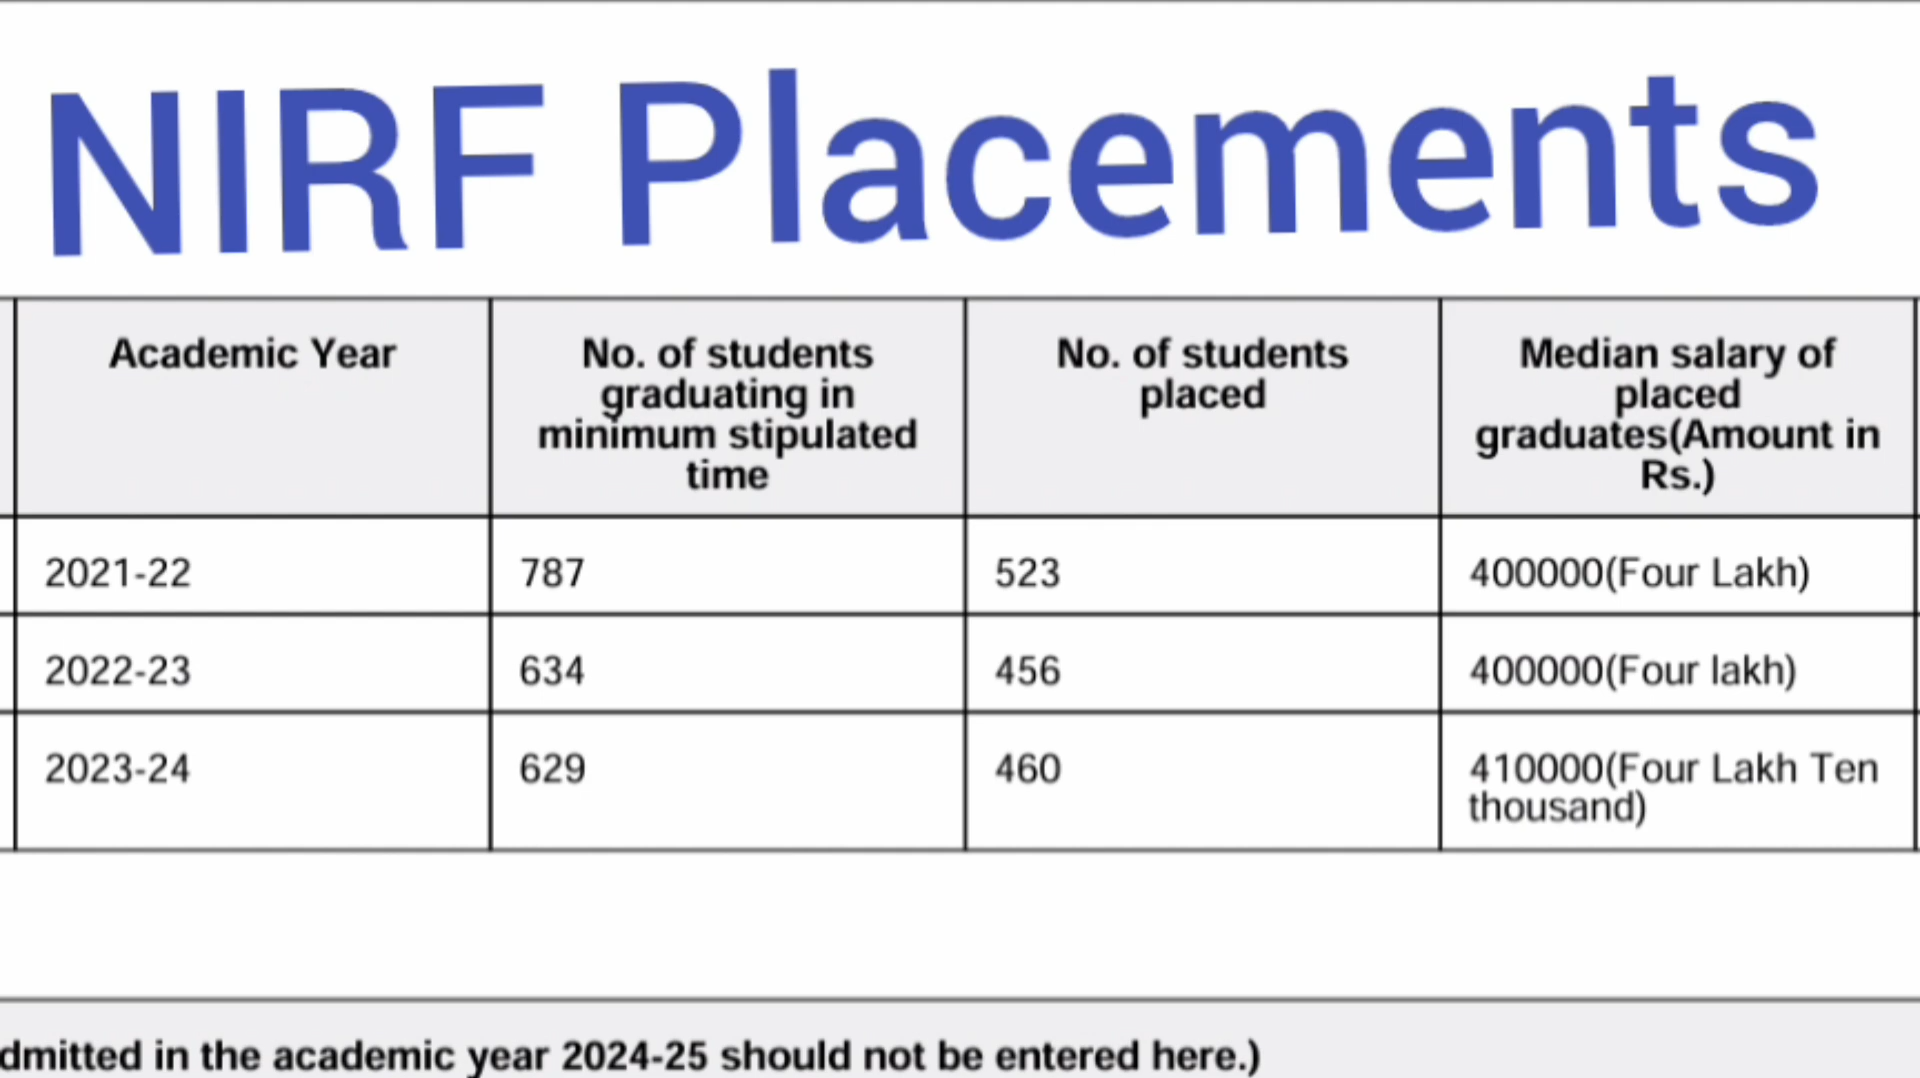 NIRF Placements
Academic Year
No. of students
graduating in
minimum stipulated
time
No. of students
placed
Median salary of
placed
graduates(Amount in
Rs.)
2021-22
787
523
400000(Four Lakh)
2022-23
634
456
400000(Four lakh)
2023-24
629
460
410000(Four Lakh Ten
thousand)
dmitted in the academic year 2024-25 should not be entered here.)